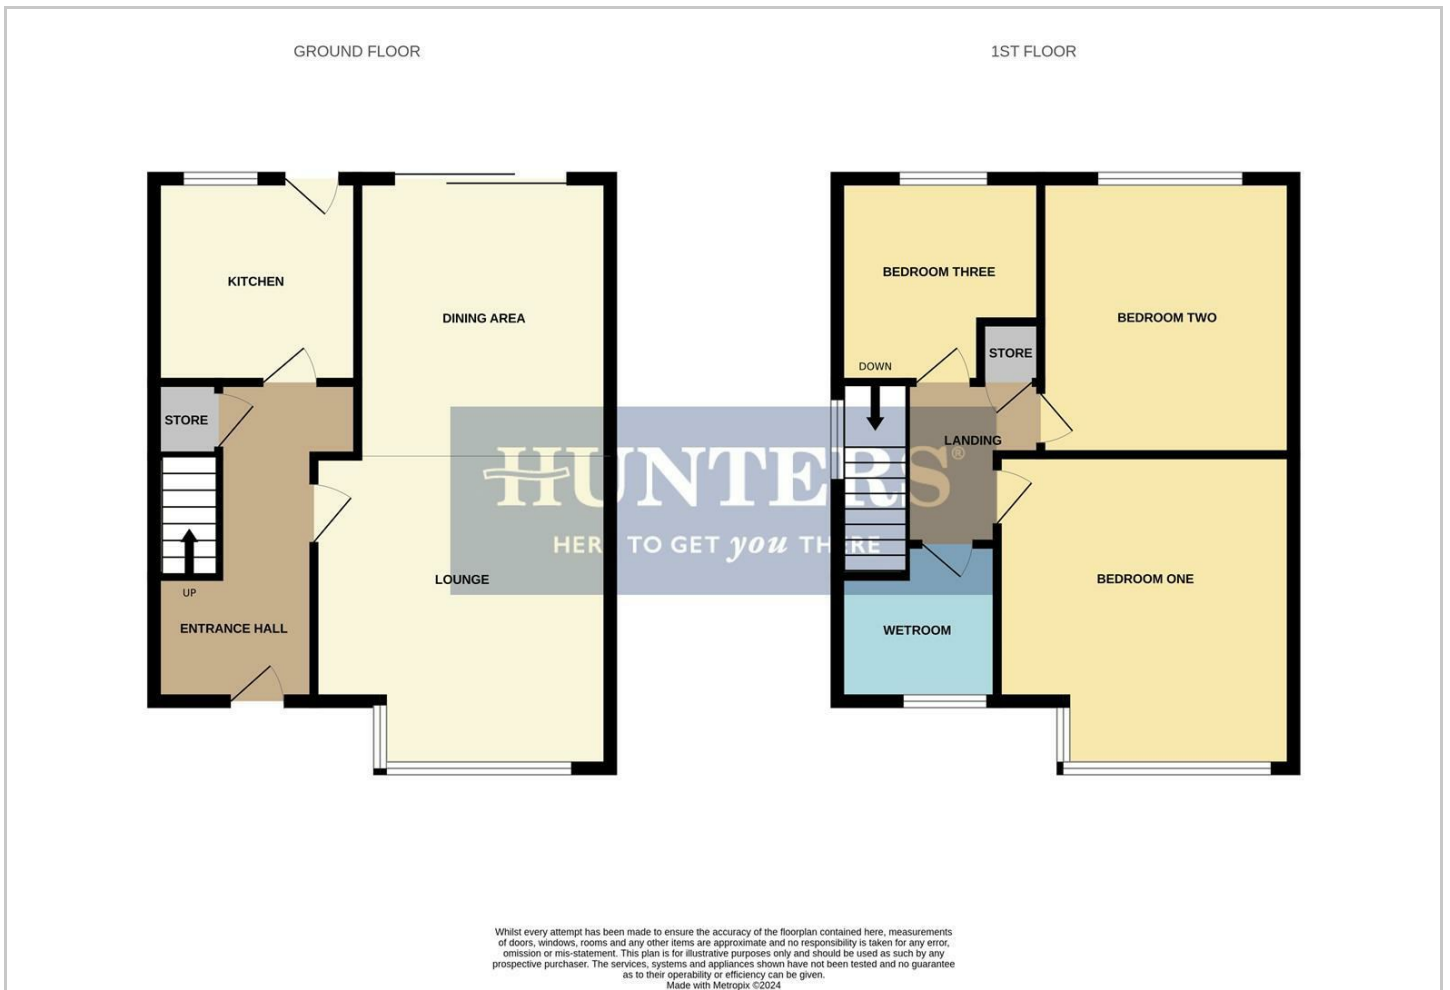 GROUND FLOOR
1ST FLOOR
KITCHEN
DINING AREA
STORE
LOUNGE
UP
ENTRANCE HALL
BEDROOM THREE
BEDROOM TWO
STORE
DOWN
LANDING
BEDROOM ONE
WETROOM
HUNTERS®
HERE TO GET you THERE
Whilst every attempt has been made to ensure the accuracy of the floorplan contained here, measurements
of doors, windows, rooms and any other items are approximate and no responsibility is taken for any error,
omission or mis-statement. This plan is for illustrative purposes only and should be used as such by any
prospective purchaser. The services, systems and appliances shown have not been tested and no guarantee
as to their operability or efficiency can be given.
Made with Metropix ©2024